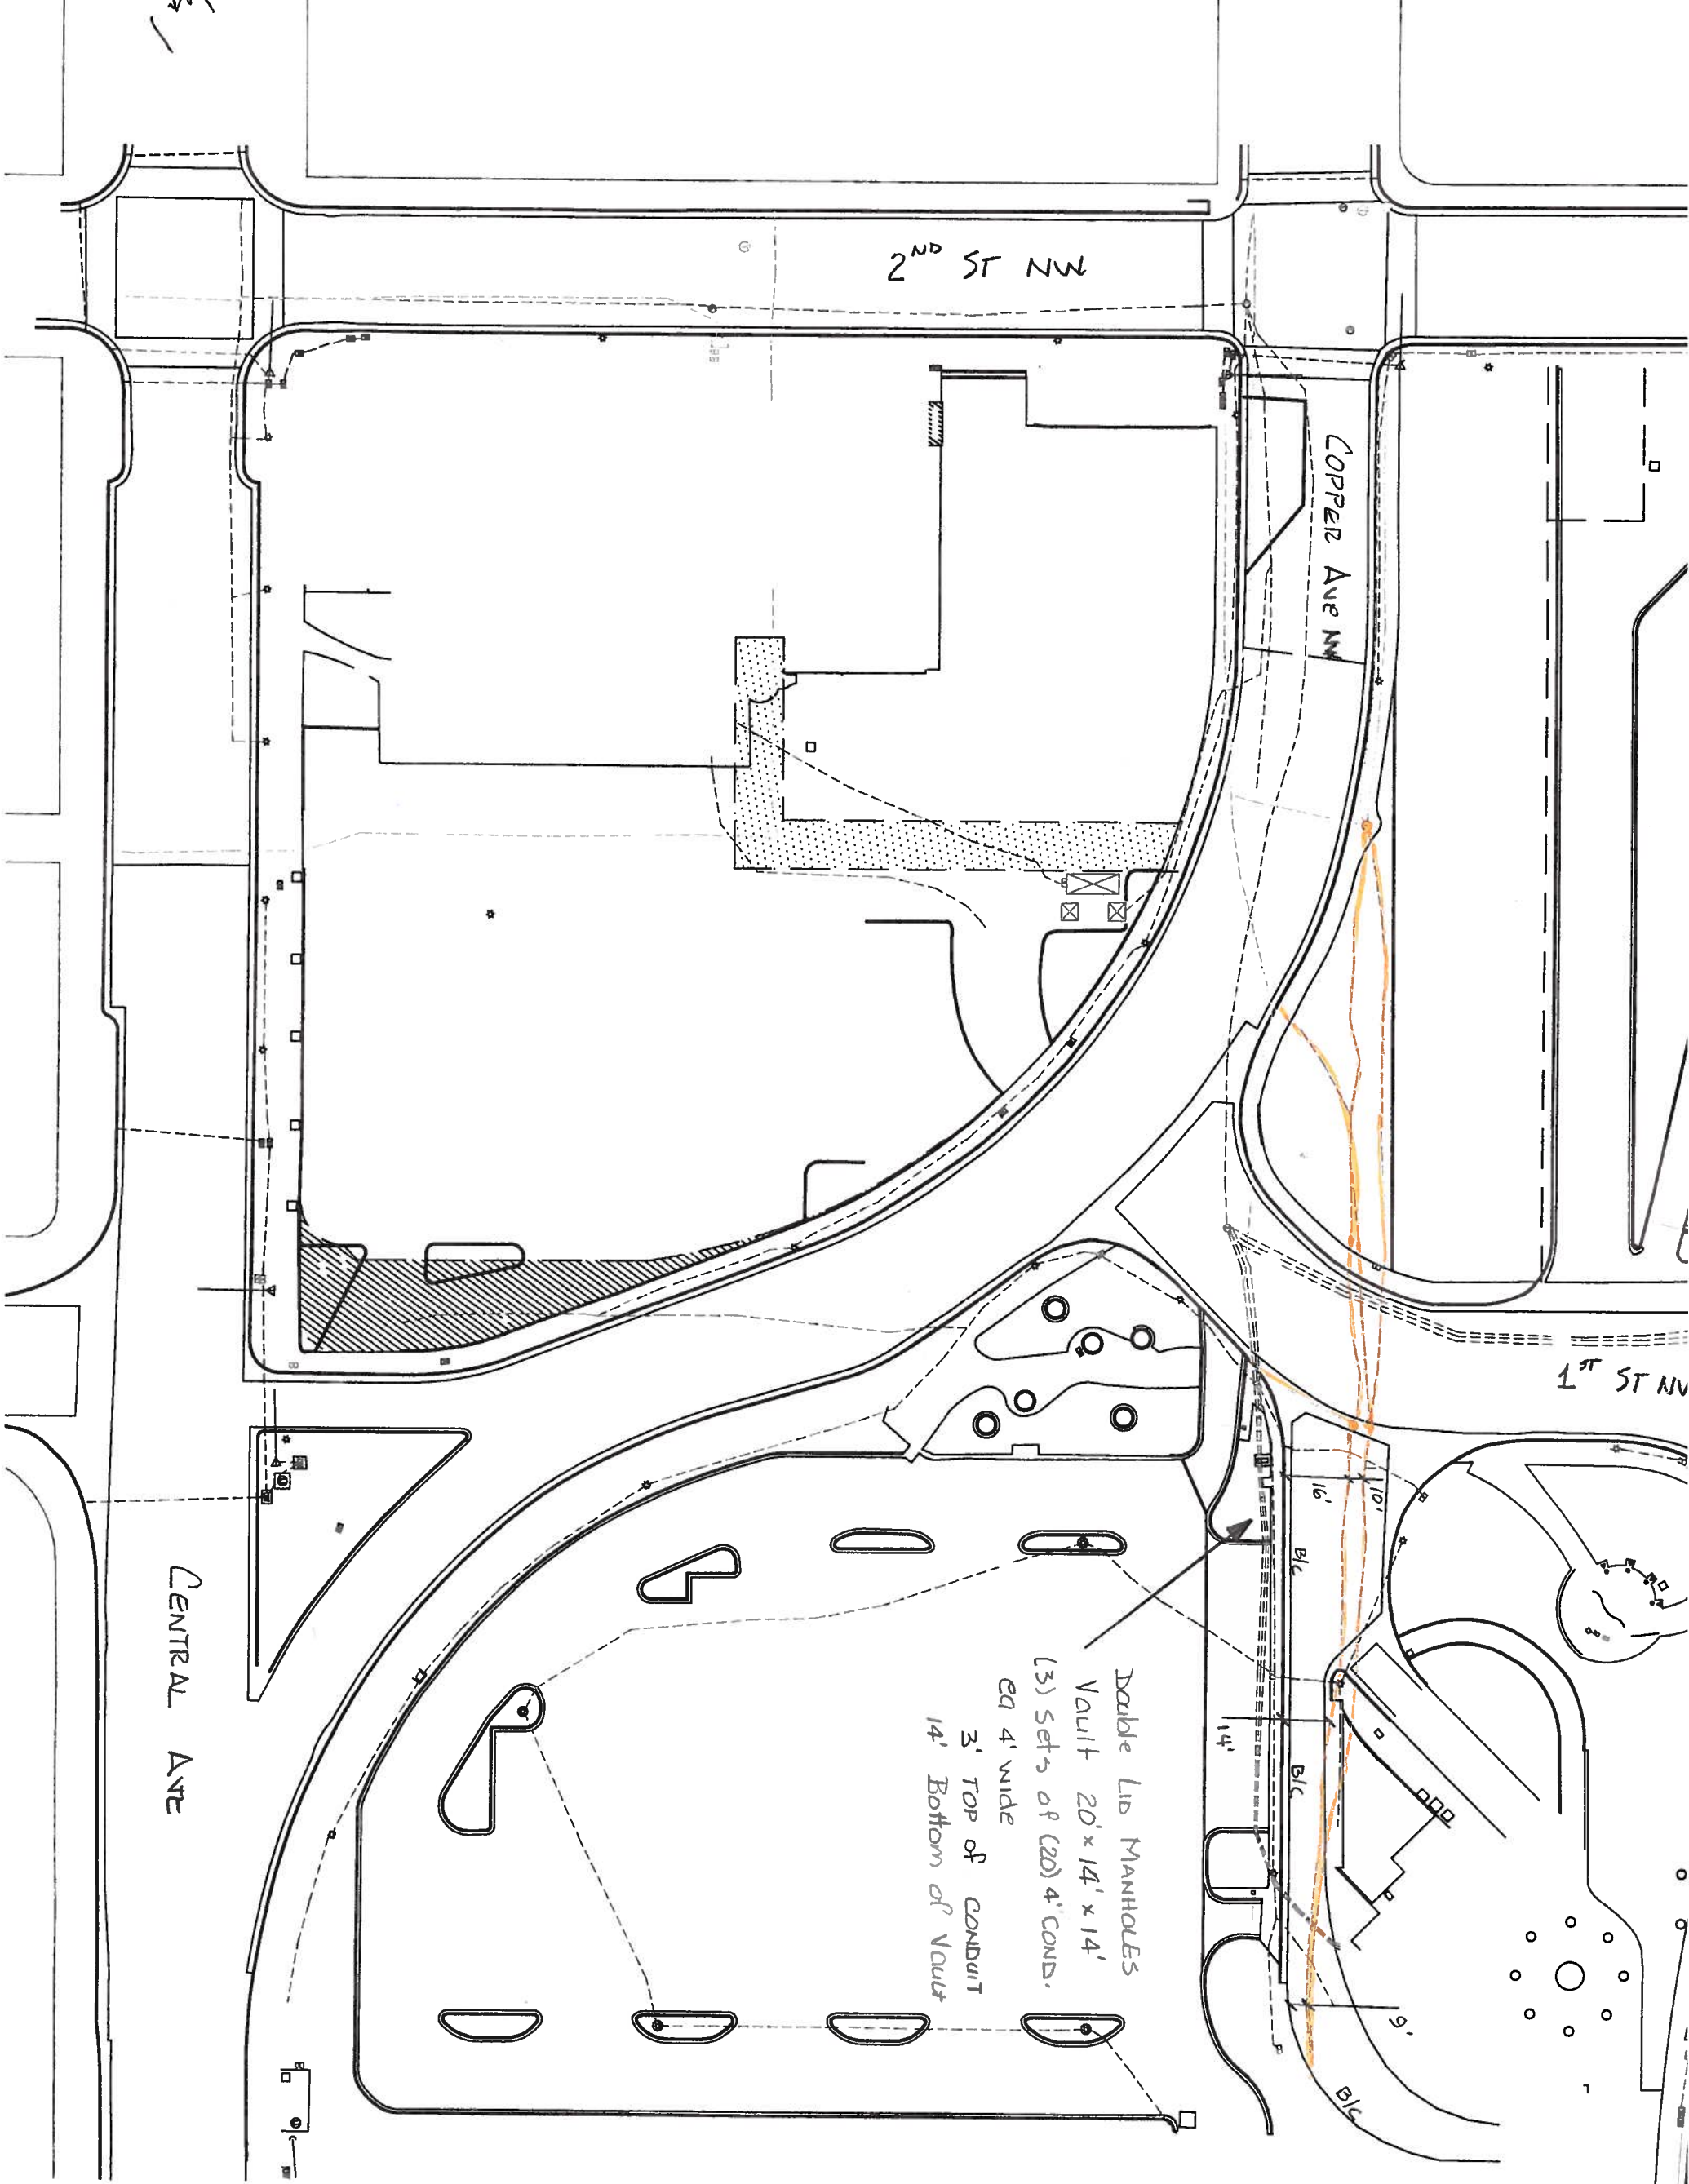 2ND ST NW
COPPER AVE NW
1ST ST NW
16'
10'
B/C
14'
B/C
9'
B/C
Double LID MANHOLES
Vault 20' x 14' x 14'
(3) sets of (20) 4" COND.
ea 4' wide
3' TOP of CONDUIT
14' Bottom of Vault
CENTRAL AVE